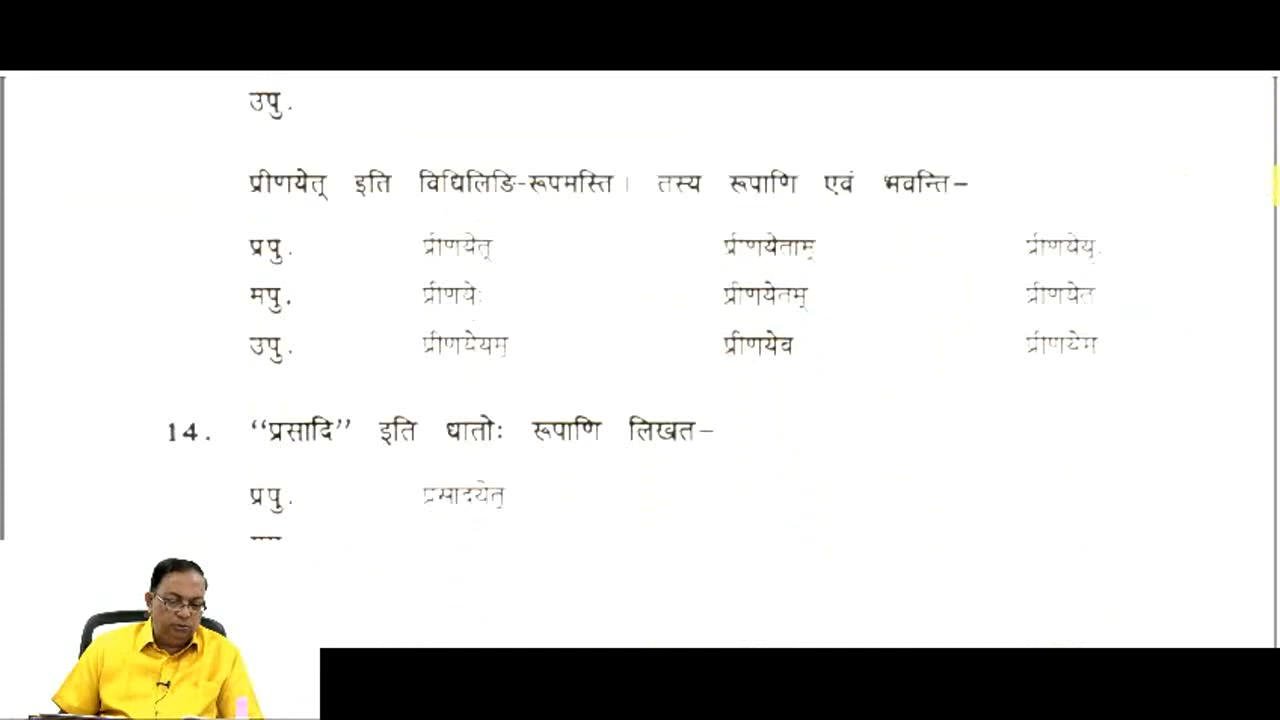 उपु.
प्रीणयेत् इति विधिलिङि-रूपमस्ति। तस्य रूपाणि एवं भवन्ति-
प्रपु. प्रीणयेत् प्रीणयेताम् प्रीणयेयुः
मपु. प्रीणयेः प्रीणयेतम् प्रीणयेत
उपु. प्रीणयेयम् प्रीणयेव प्रीणयेम
14. “प्रसादि” इति धातोः रूपाणि लिखत-
प्रपु. प्रसादयेत्